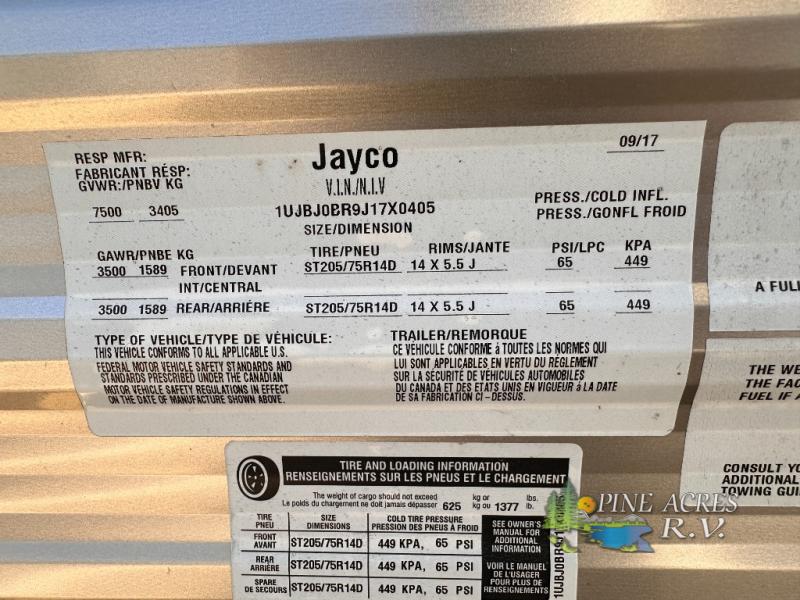 RESP MFR:
FABRICANT RÉSP:
GVWR:/PNBV KG
7500 3405
Jayco
V.I.N./N.I.V
1UJBJ0BR9J17X0405
SIZE/DIMENSION
09/17
PRESS./COLD INFL.
PRESS./GONFL FROID
GAWR/PNBE KG TIRE/PNEU RIMS/JANTE PSI/LPC KPA
3500 1589 FRONT/DEVANT ST205/75R14D 14 X 5.5 J 65 449
INT/CENTRAL
3500 1589 REAR/ARRIÉRE ST205/75R14D 14 X 5.5 J 65 449
TYPE OF VEHICLE/TYPE DE VÉHICULE:
THIS VEHICLE CONFORMS TO ALL APPLICABLE U.S.
FEDERAL MOTOR VEHICLE SAFETY STANDARDS AND
STANDARDS PRESCRIBED UNDER THE CANADIAN
MOTOR VEHICLE SAFETY REGULATIONS IN EFFECT
ON THE DATE OF MANUFACTURE SHOWN ABOVE.
TRAILER/REMORQUE
CE VÉHICULE CONFORME à TOUTES LES NORMES QUI
LUI SONT APPLICABLES EN VERTU DU RÈGLEMENT
SUR LA SÉCURITÉ DE VÉHICULES AUTOMOBILES
DU CANADA ET DES ETATS UNIS EN VIGUEUR à LA DATE
DE SA FABRICATION CI-DESSUS.
A FULL
THE WE
THE FAC
FUEL IF A
CONSULT YO
ADDITIONAL
TOWING GUI
TIRE AND LOADING INFORMATION
RENSEIGNEMENTS SUR LES PNEUS ET LE CHARGEMENT
The weight of cargo should not exceed
Le poids du chargement ne doit jamais dépasser 625 kg or kg ou 1377 lbs. lb.
TIRE PNEU SIZE DIMENSIONS COLD TIRE PRESSURE PRESSION DES PNEUS À FROID
FRONT AVANT ST205/75R14D 449 KPA, 65 PSI
REAR ARRIÈRE ST205/75R14D 449 KPA, 65 PSI
SPARE DE SECOURS ST205/75R14D 449 KPA, 65 PSI
SEE OWNER'S
MANUAL FOR
ADDITIONAL
INFORMATION
VOIR LE MANUEL
DE L'USAGER
POUR PLUS DE
RENSEIGNEMENTS
1UJBJ0BR9J17X0405
PINE ACRES
R.V.